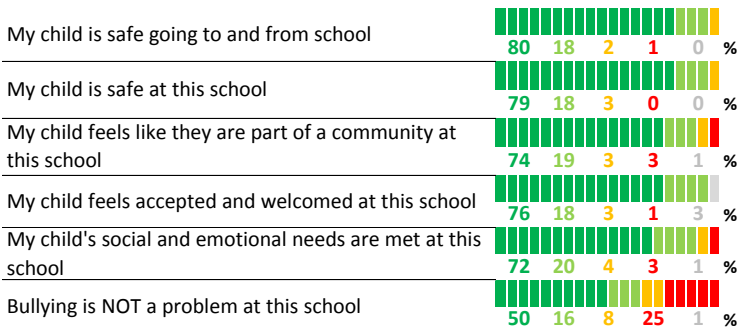 My child is safe going to and from school
80 18 2 1 0 %
My child is safe at this school
79 18 3 0 0 %
My child feels like they are part of a community at
this school
74 19 3 3 1 %
My child feels accepted and welcomed at this school
76 18 3 1 3 %
My child's social and emotional needs are met at this
school
72 20 4 3 1 %
Bullying is NOT a problem at this school
50 16 8 25 1 %